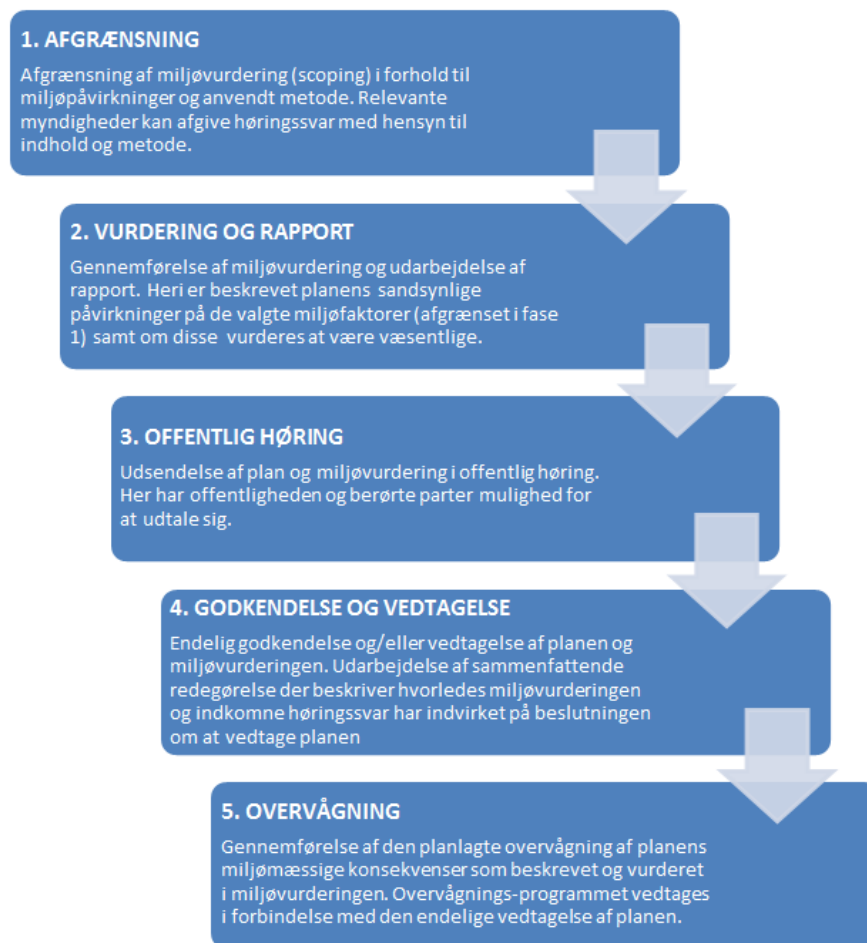 1. AFGRÆNSNING
Afgrænsning af miljøvurdering (scoping) i forhold til
miljøpåvirkninger og anvendt metode. Relevante
myndigheder kan afgive høringssvar med hensyn til
indhold og metode.
2. VURDERING OG RAPPORT
Gennemførelse af miljøvurdering og udarbejdelse af
rapport. Heri er beskrevet planens sandsynlige
påvirkninger på de valgte miljøfaktorer (afgrænset i fase
1) samt om disse vurderes at være væsentlige.
3. OFFENTLIG HØRING
Udsendelse af plan og miljøvurdering i offentlig høring.
Her har offentligheden og berørte parter mulighed for
at udtale sig.
4. GODKENDELSE OG VEDTAGELSE
Endelig godkendelse og/eller vedtagelse af planen og
miljøvurderingen. Udarbejdelse af sammenfattende
redegørelse der beskriver hvorledes miljøvurderingen
og indkomne høringssvar har indvirket på beslutningen
om at vedtage planen
5. OVERVÅGNING
Gennemførelse af den planlagte overvågning af planens
miljømæssige konsekvenser som beskrevet og vurderet
i miljøvurderingen. Overvågnings-programmet vedtages
i forbindelse med den endelige vedtagelse af planen.